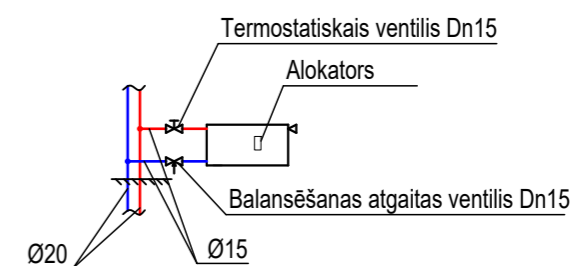 Termostatiskais ventilis Dn15
Alokators
Balansēšanas atgaitas ventilis Dn15
Ø20
Ø15